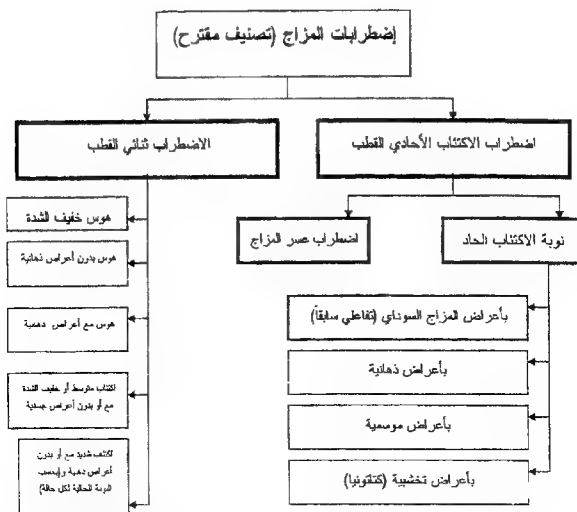 إضطرابات المزاج (تصنيف مقترح)
اضطراب الاكتئاب الأحادي القطب
الاضطراب ثنائي القطب
نوبة الاكتئاب الحاد
اضطراب عسر المزاج
بأعراض المزاج السوداي (تفاعلي سابقاً)
بأعراض ذهانية
بأعراض موسمية
بأعراض تخشبية (كتاتونيا)
هوس خفيف الشدة
هوس بدون أعراض ذهانية
هوس مع أعراض ذهنية
اكتئاب متوسط أو خفيف الشدة
مع أو بدون أعراض جسدية
اكتئاب شديد مع أو بدون
أعراض ذهنية و(بحسب
النوبة الحالية لكل حالة)